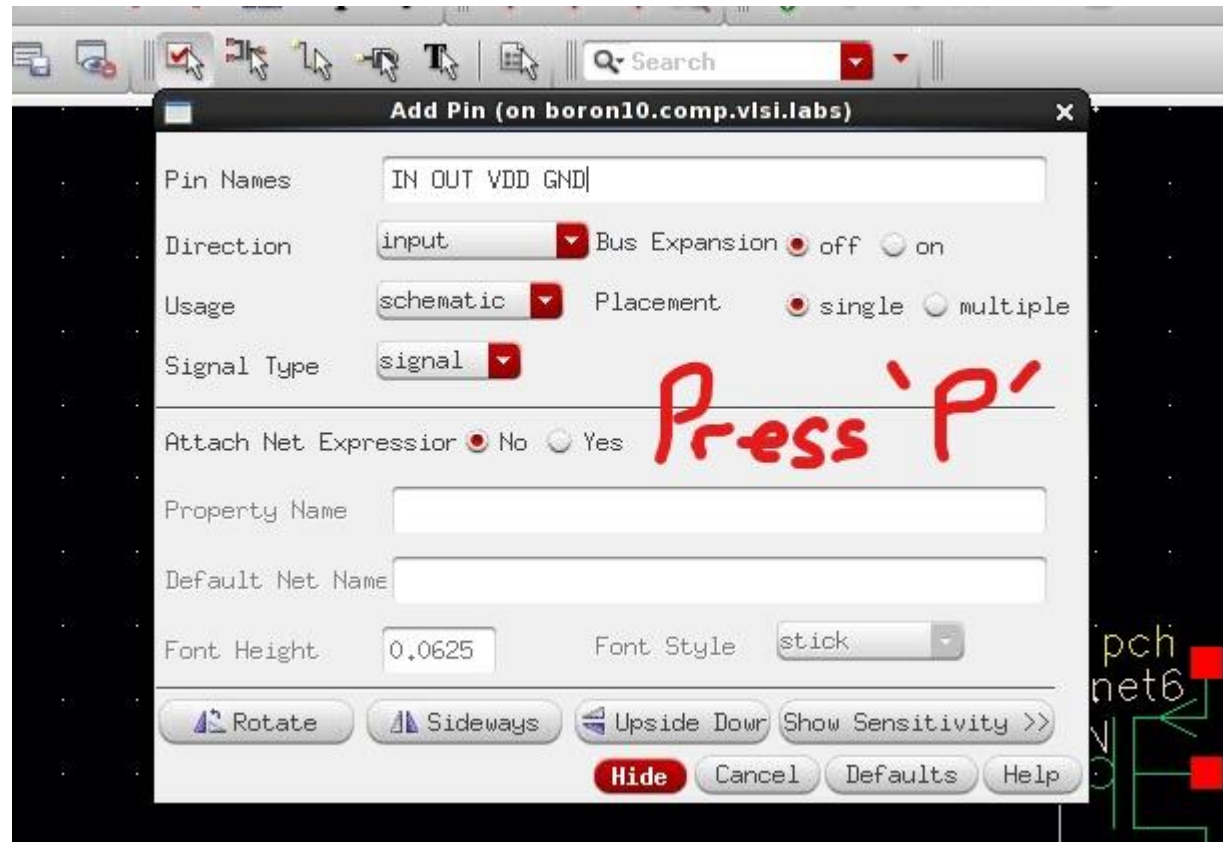 Search
Add Pin (on boron10.comp.vlsi.labs)
Pin Names IN OUT VDD GND
Direction input Bus Expansion off on
Usage schematic Placement single multiple
Signal Type signal
Press 'P'
Attach Net Expressior No Yes
Property Name
Default Net Name
Font Height 0.0625 Font Style stick
Rotate Sideways Upside Dowr Show Sensitivity >>
Hide Cancel Defaults Help
pch
net6